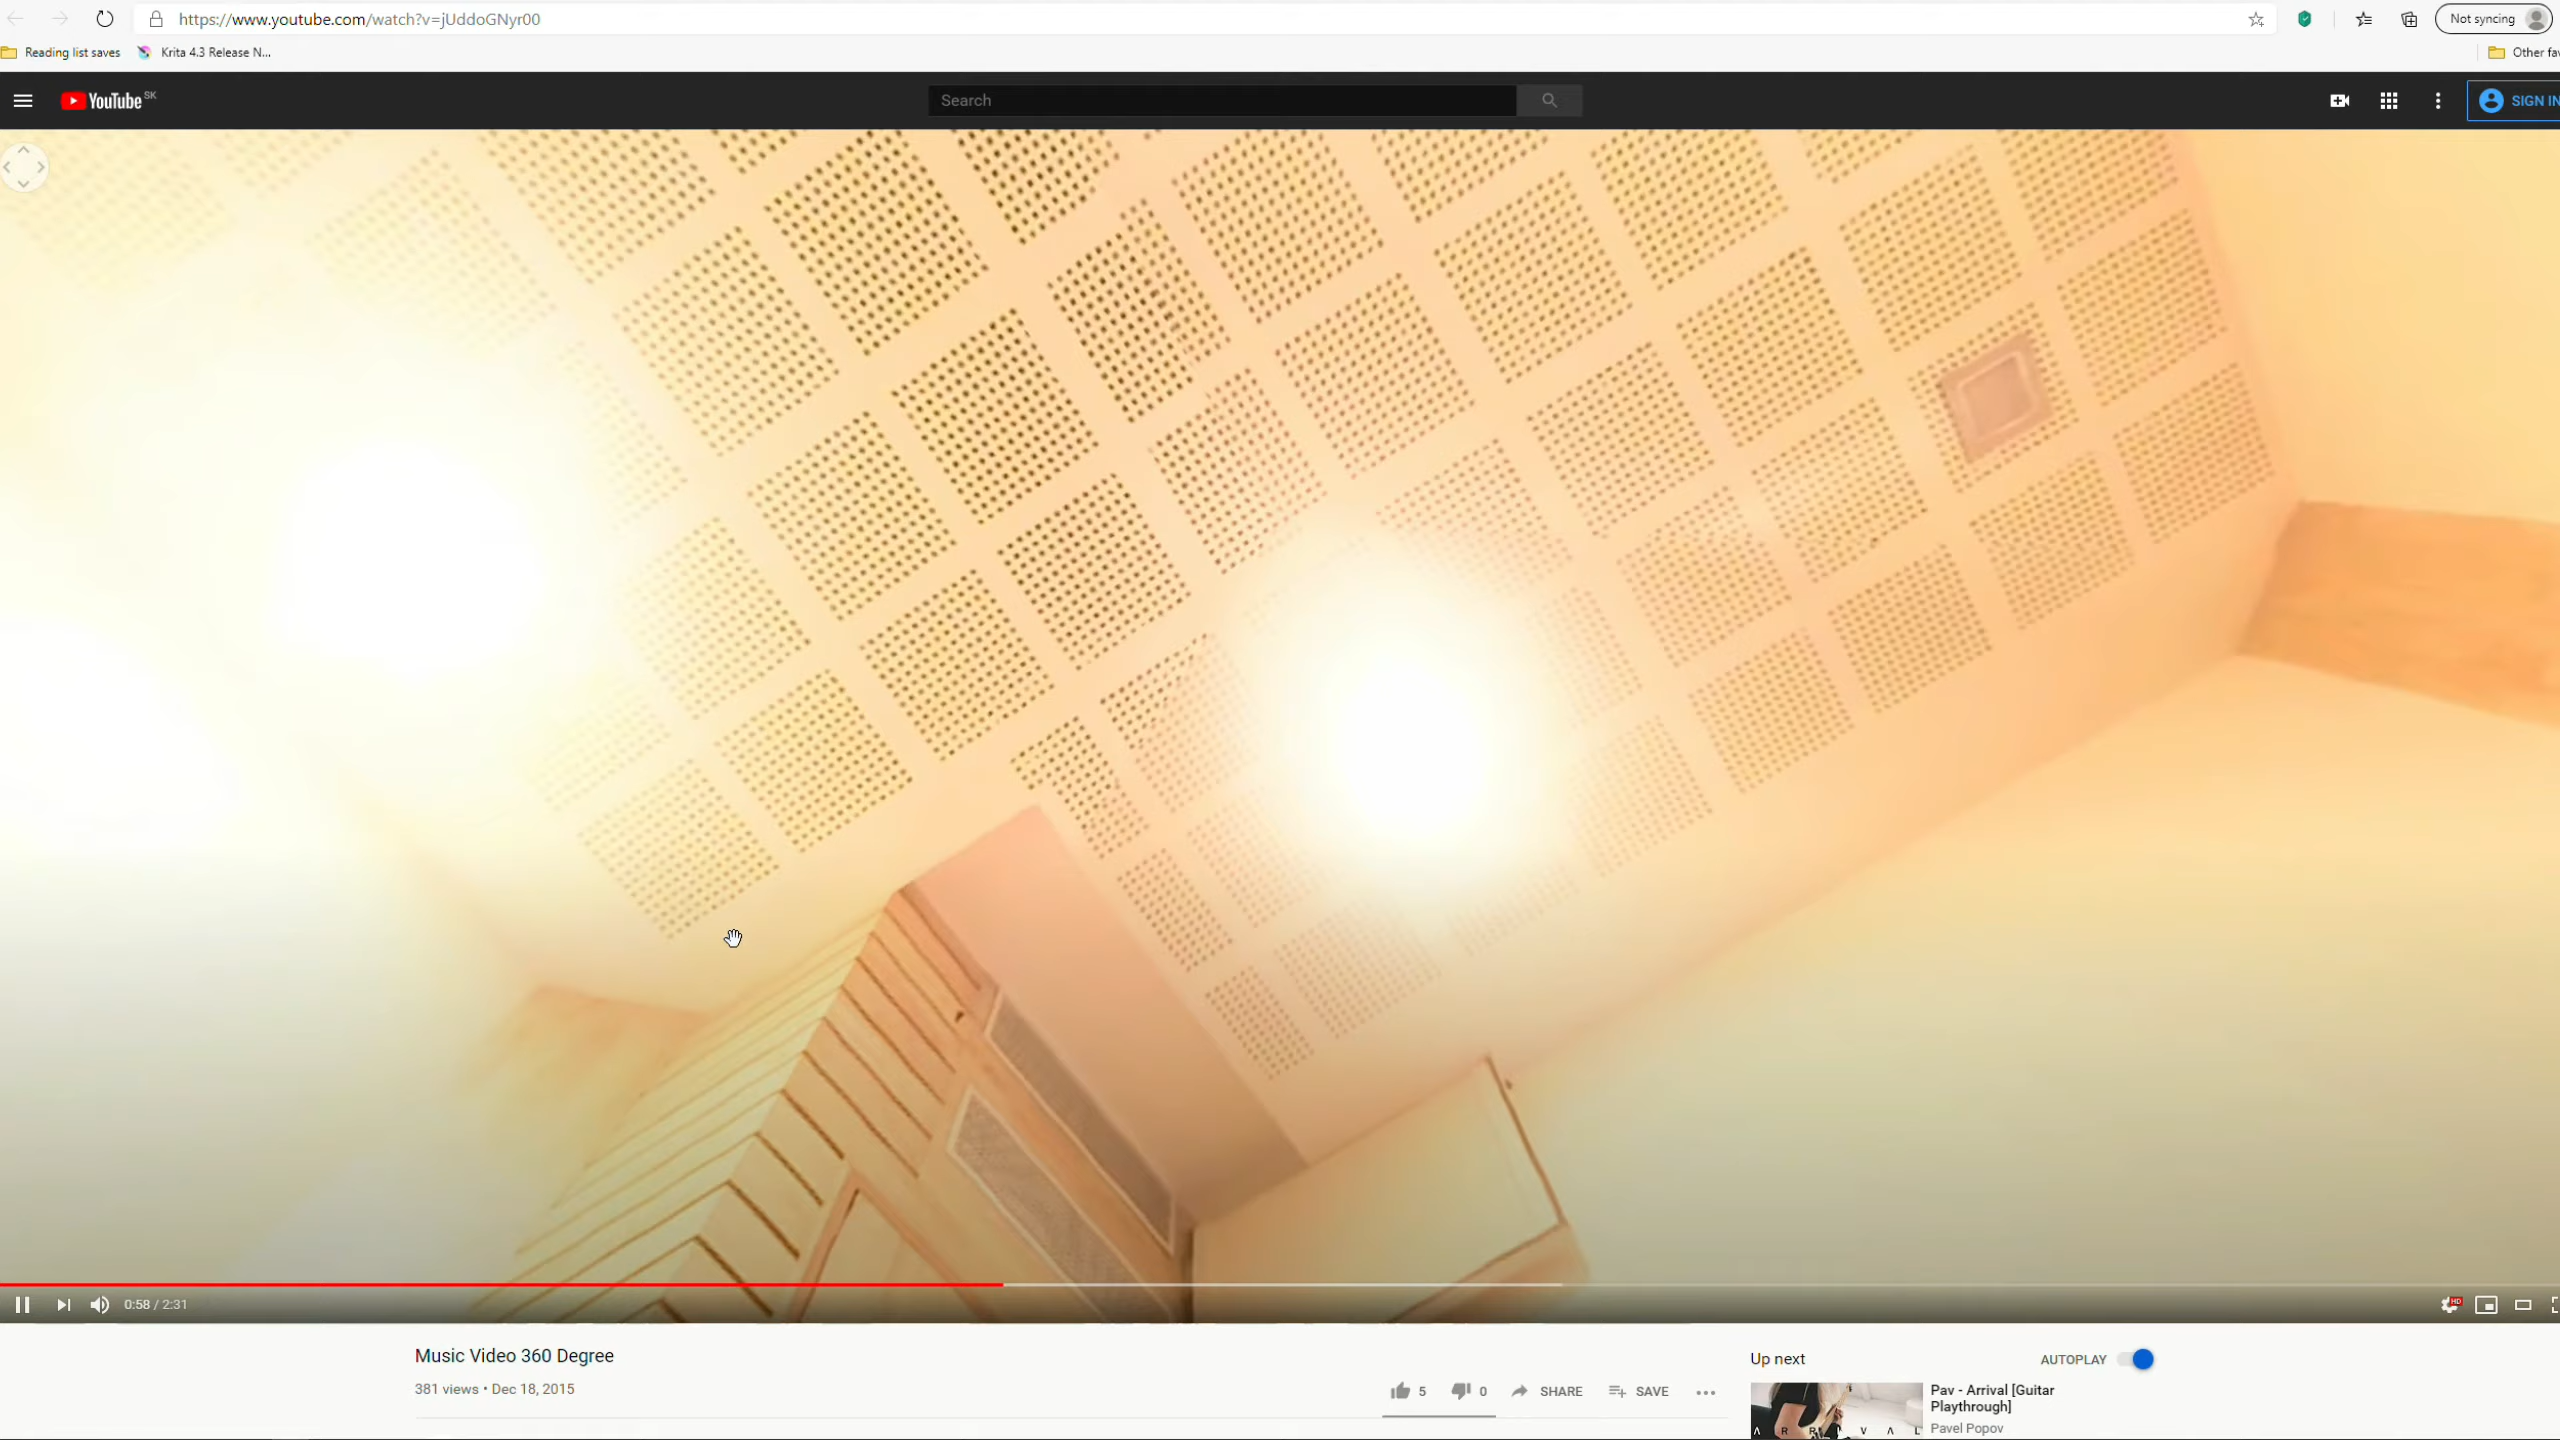 https://www.youtube.com/watch?v=jUddoGNyr00
Not syncing
Reading list saves
Krita 4.3 Release N...
Other fa
YouTube SK
Search
SIGN IN
0:58 / 2:31
HD
Music Video 360 Degree
381 views • Dec 18, 2015
5
0
SHARE
SAVE
Up next
AUTOPLAY
Pav - Arrival [Guitar
Playthrough]
Pavel Popov